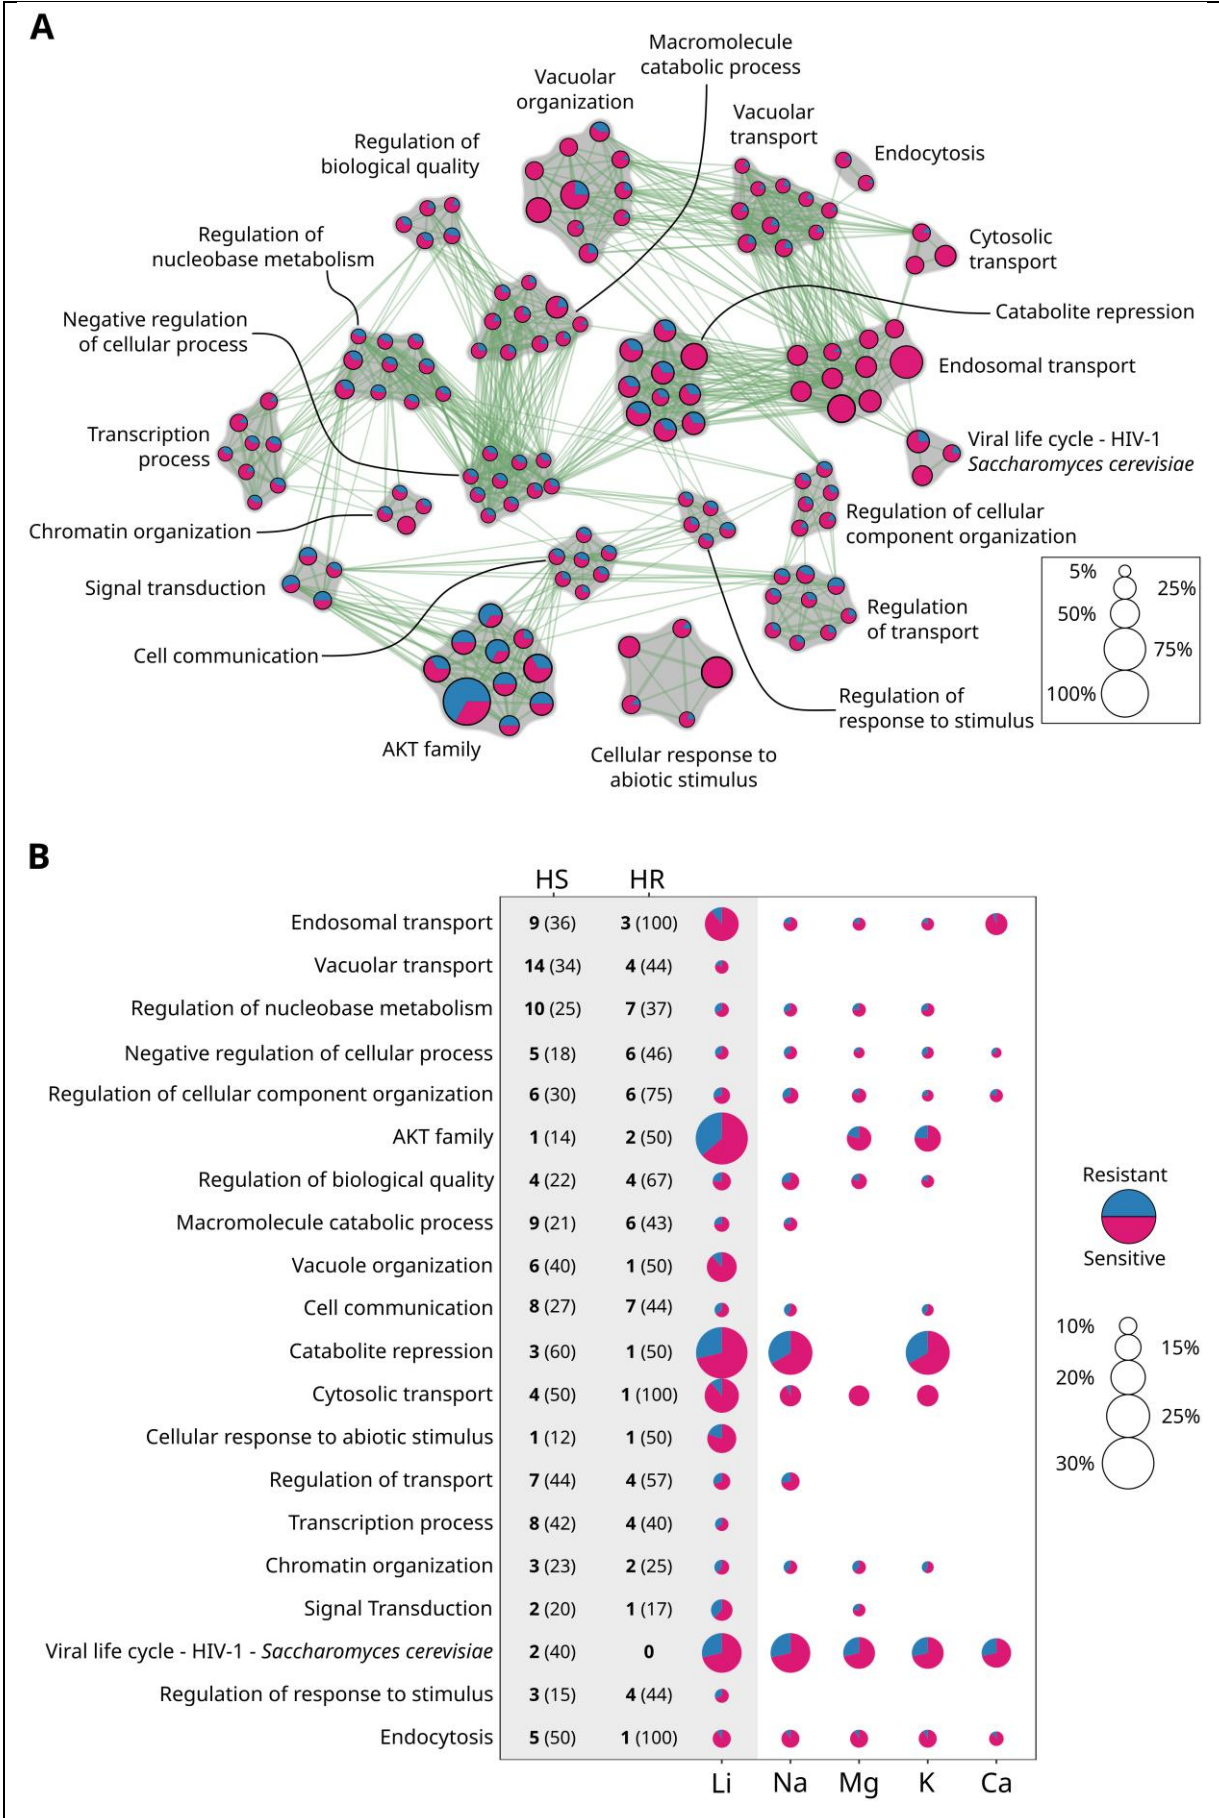 A
Macromolecule
catabolic process
Vacuolar
organization
Vacuolar
transport
Regulation of
biological quality
Endocytosis
Regulation of
nucleobase metabolism
Cytosolic
transport
Negative regulation
of cellular process
Catabolite repression
Endosomal transport
Transcription
process
Viral life cycle - HIV-1
Saccharomyces cerevisiae
Chromatin organization
Regulation of cellular
component organization
Signal transduction
5%
25%
50%
75%
100%
Regulation
of transport
Cell communication
Regulation of
response to stimulus
AKT family
Cellular response to
abiotic stimulus
B
HS HR
Endosomal transport 9 (36) 3 (100)
Vacuolar transport 14 (34) 4 (44)
Regulation of nucleobase metabolism 10 (25) 7 (37)
Negative regulation of cellular process 5 (18) 6 (46)
Regulation of cellular component organization 6 (30) 6 (75)
AKT family 1 (14) 2 (50)
Regulation of biological quality 4 (22) 4 (67)
Macromolecule catabolic process 9 (21) 6 (43)
Vacuole organization 6 (40) 1 (50)
Cell communication 8 (27) 7 (44)
Catabolite repression 3 (60) 1 (50)
Cytosolic transport 4 (50) 1 (100)
Cellular response to abiotic stimulus 1 (12) 1 (50)
Regulation of transport 7 (44) 4 (57)
Transcription process 8 (42) 4 (40)
Chromatin organization 3 (23) 2 (25)
Signal Transduction 2 (20) 1 (17)
Viral life cycle - HIV-1 - Saccharomyces cerevisiae 2 (40) 0
Regulation of response to stimulus 3 (15) 4 (44)
Endocytosis 5 (50) 1 (100)
Li Na Mg K Ca
Resistant
Sensitive
10%
15%
20%
25%
30%